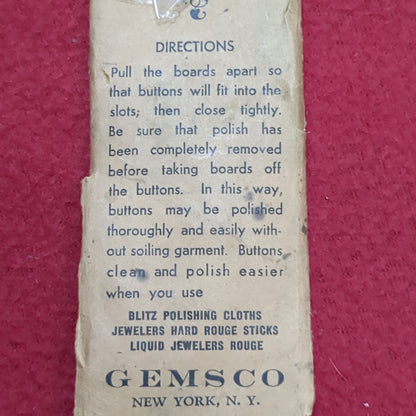 DIRECTIONS
Pull the boards apart so
that buttons will fit into the
slots; then close tightly.
Be sure that polish has
been completely removed
before taking boards off
the buttons. In this way,
buttons may be polished
thoroughly and easily with-
out soiling garment. Buttons
clean and polish easier
when you use
BLITZ POLISHING CLOTHS
JEWELERS HARD ROUGE STICKS
LIQUID JEWELERS ROUGE
GEMSCO
NEW YORK, N. Y.